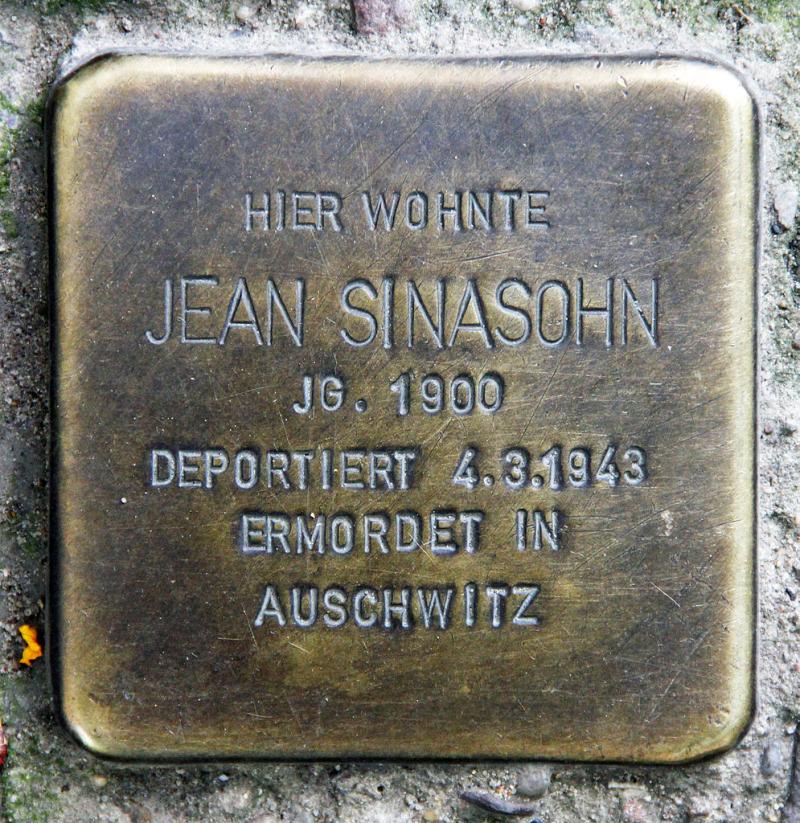 HIER WOHNTE
JEAN SINASOHN
JG. 1900
DEPORTIERT 4.3.1943
ERMORDET IN
AUSCHWITZ